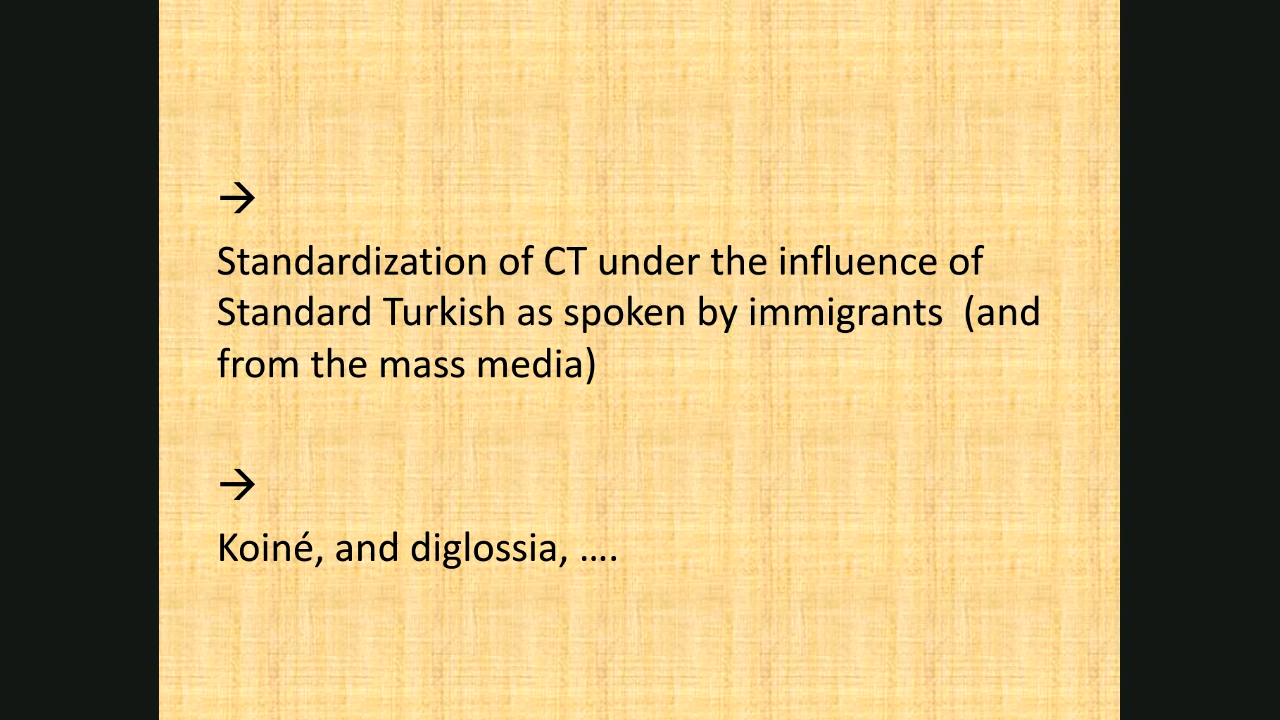 →
Standardization of CT under the influence of
Standard Turkish as spoken by immigrants  (and
from the mass media)
→
Koiné, and diglossia, ….